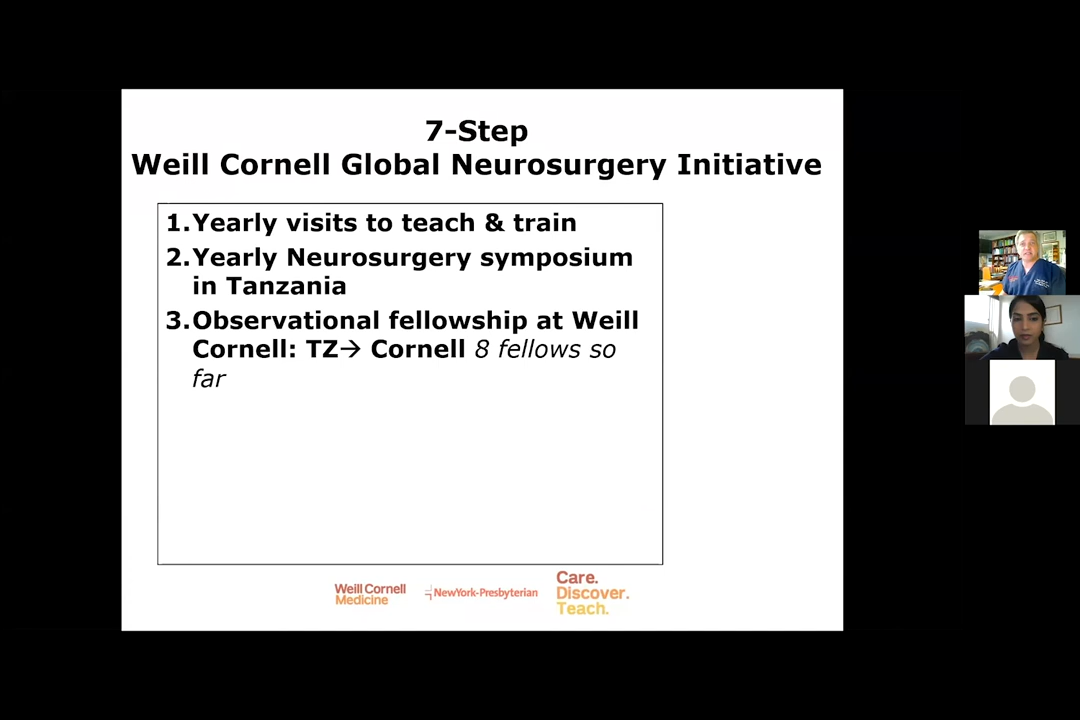 7-Step
Weill Cornell Global Neurosurgery Initiative
1.Yearly visits to teach & train
2.Yearly Neurosurgery symposium
in Tanzania
3.Observational fellowship at Weill
Cornell: TZ→ Cornell 8 fellows so
far
Weill Cornell
Medicine
NewYork-Presbyterian
Care.
Discover.
Teach.